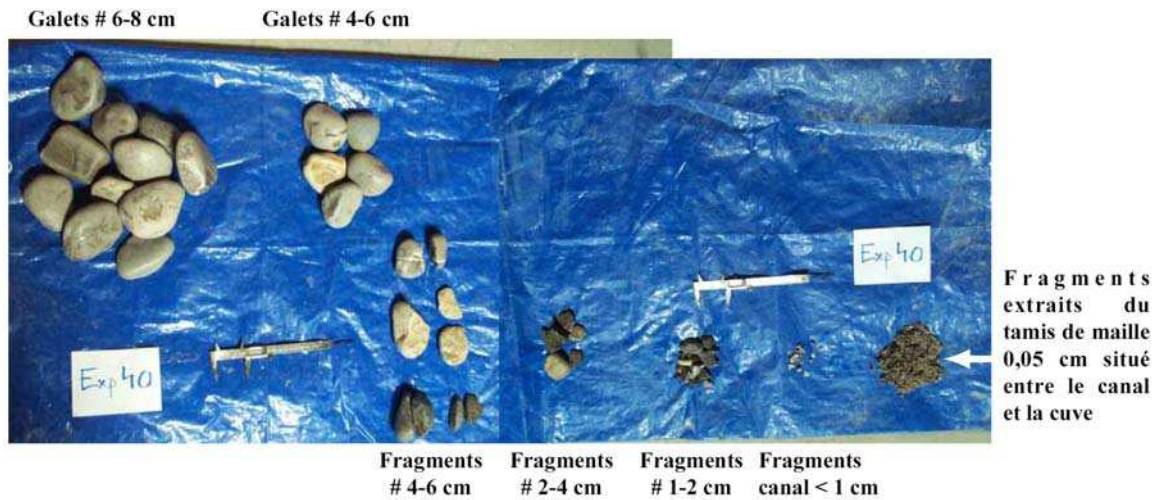 Galets # 6-8 cm
Galets # 4-6 cm
Exp 40
Exp 40
Fragments
extraits du
tamis de maille
0,05 cm situé
entre le canal
et la cuve
Fragments
# 4-6 cm
Fragments
# 2-4 cm
Fragments
# 1-2 cm
Fragments
canal < 1 cm